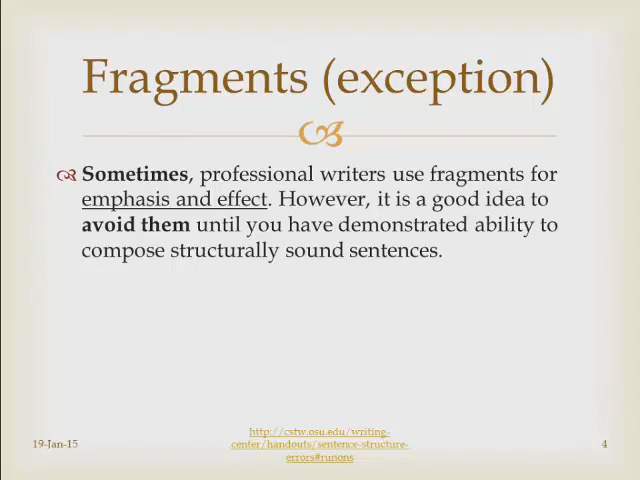 Fragments (exception)
Sometimes, professional writers use fragments for
emphasis and effect. However, it is a good idea to
avoid them until you have demonstrated ability to
compose structurally sound sentences.
19-Jan-15
http://cstw.osu.edu/writing-
center/handouts/sentence-structure-
errors#runons
4